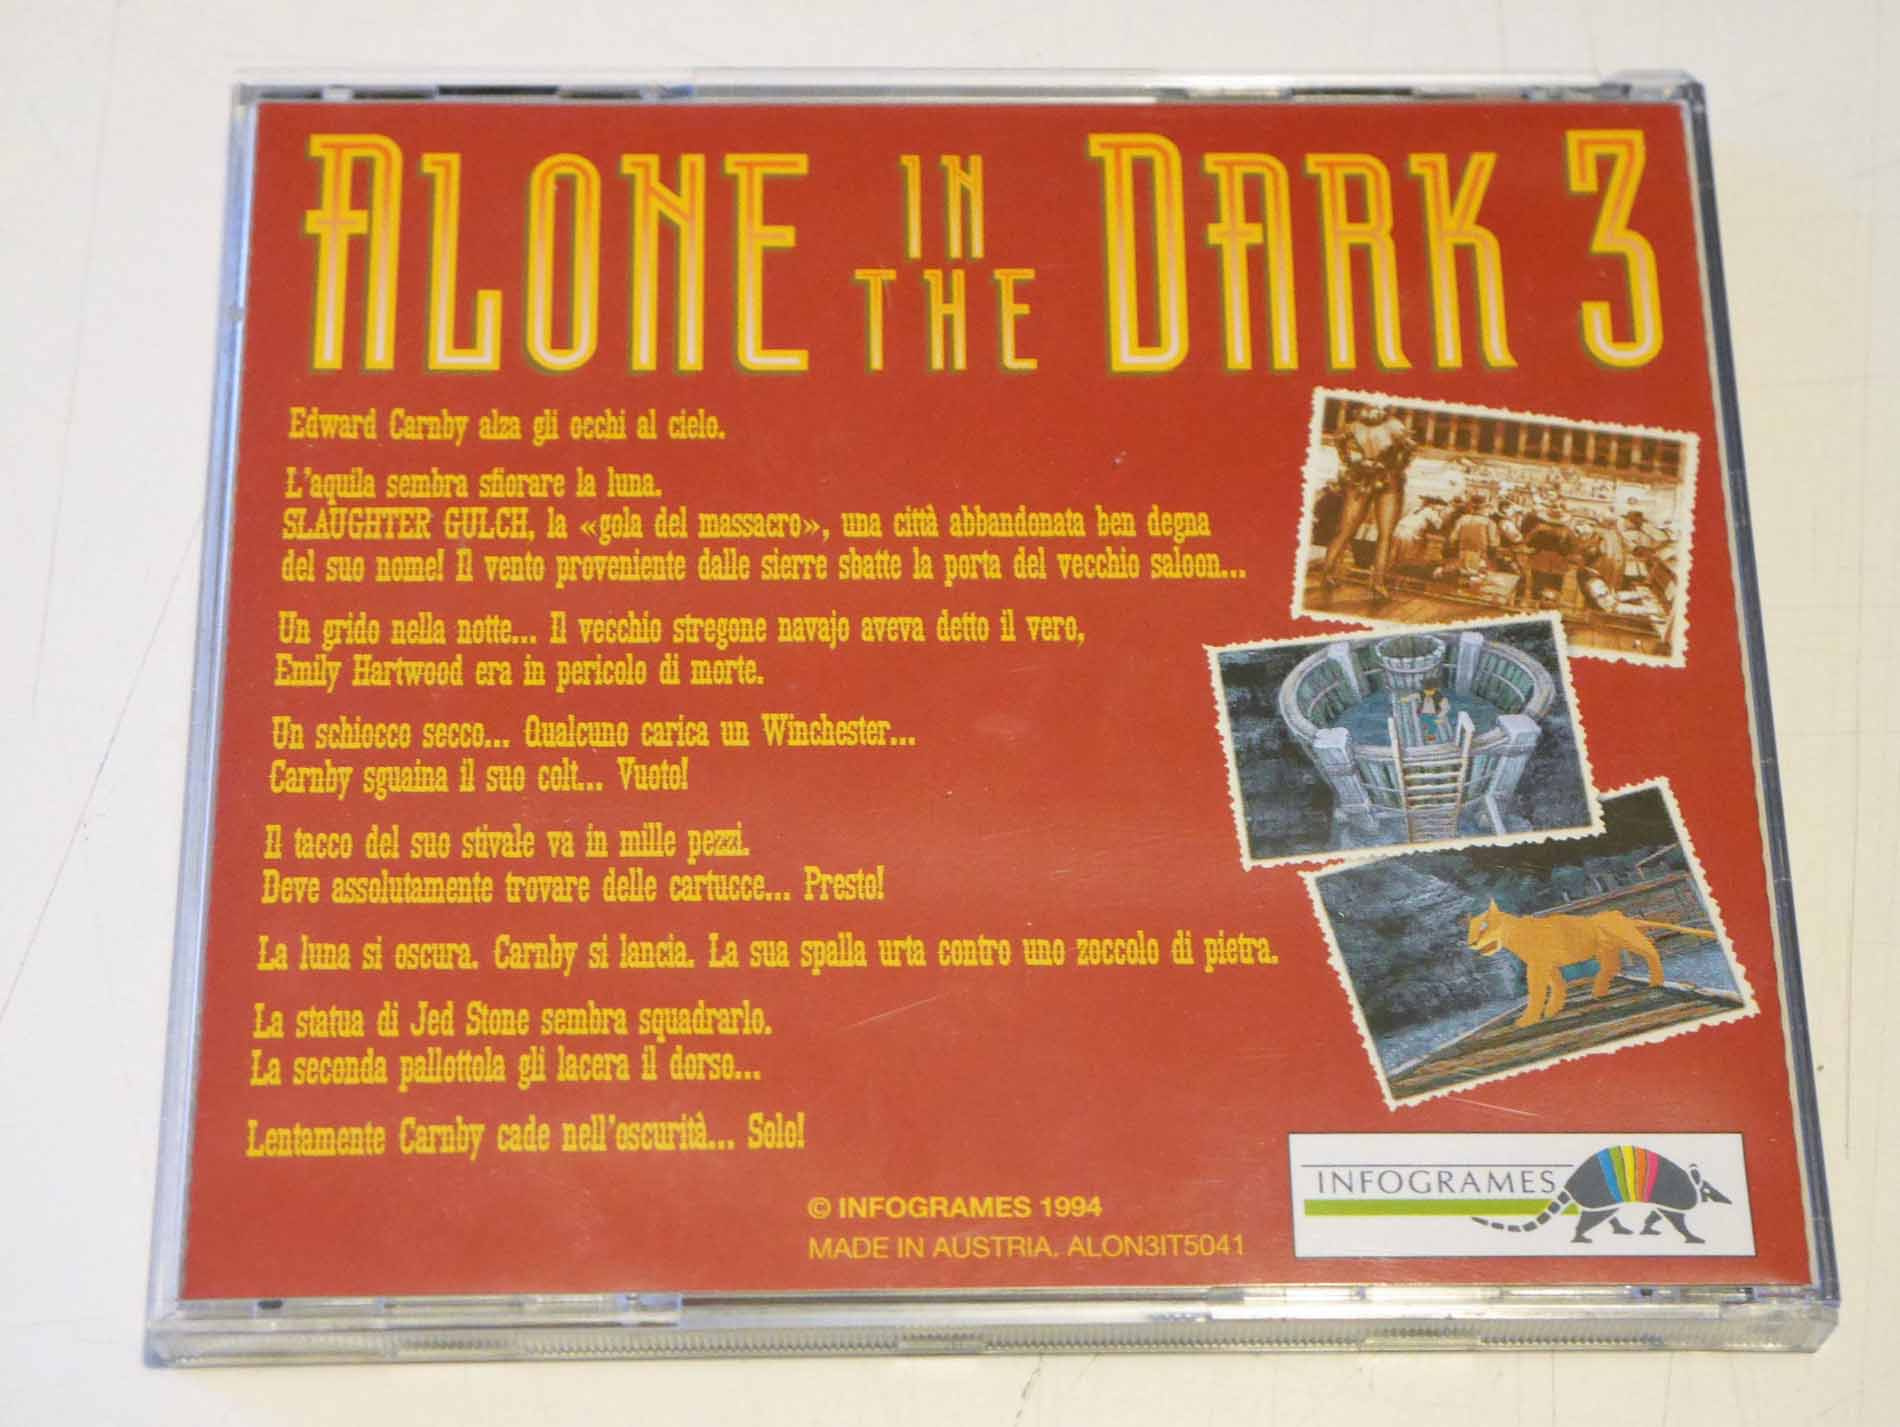 ALONE IN THE DARK 3
Edward Carnby alza gli occhi al cielo.
L'aquila sembra sfiorare la luna.
SLAUGHTER GULCH, la «gola del massacro», una città abbandonata ben degna
del suo nome! Il vento proveniente dalle sierre sbatte la porta del vecchio saloon...
Un grido nella notte... Il vecchio stregone navajo aveva detto il vero,
Emily Hartwood era in pericolo di morte.
Un schiocco secco... Qualcuno carica un Winchester...
Carnby sguaina il suo colt... Vuoto!
Il tacco del suo stivale va in mille pezzi.
Deve assolutamente trovare delle cartucce... Presto!
La luna si oscura. Carnby si lancia. La sua spalla urta contro uno zoccolo di pietra.
La statua di Jed Stone sembra squadrarlo.
La seconda pallottola gli lacera il dorso...
Lentamente Carnby cade nell'oscurità... Solo!
© INFOGRAMES 1994
MADE IN AUSTRIA. ALON3IT5041
INFOGRAMES